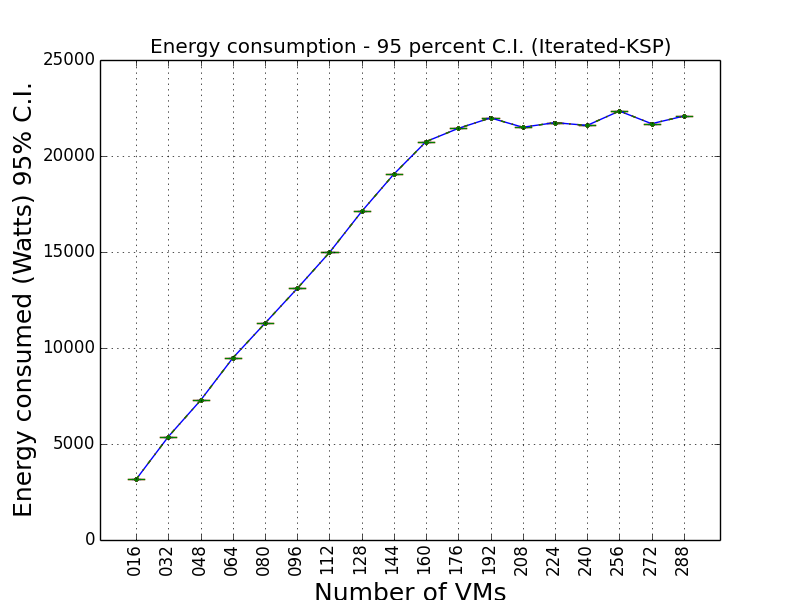 Energy consumption - 95 percent C.I. (Iterated-KSP)
Energy consumed (Watts) 95% C.I.
25000
20000
15000
10000
5000
0
016 032 048 064 080 096 112 128 144 160 176 192 208 224 240 256 272 288
Number of VMs